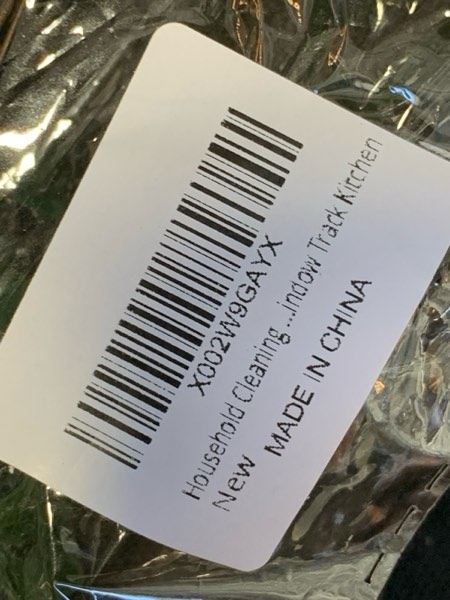 X002W9GAYX
Household Cleaning ...indow Track Kitchen
New
MADE IN CHINA